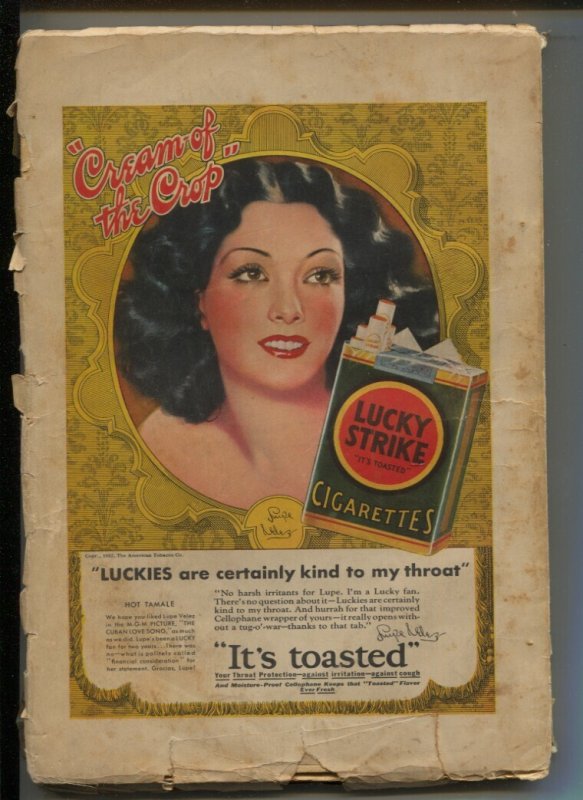 "Cream of
the Crop"
LUCKY
STRIKE
"IT'S TOASTED"
CIGARETTES
Lupe
Velez
Copr., 1932, The American Tobacco Co.
"LUCKIES are certainly kind to my throat"
HOT TAMALE
We hope you liked Lupe Velez
in the M-G-M PICTURE, "THE
CUBAN LOVE SONG," as much
as we did. Lupe's been a LUCKY
fan for two years...There was
no—what is politely called
"financial consideration" for
her statement. Gracias, Lupe!
"No harsh irritants for Lupe. I'm a Lucky fan.
There's no question about it—Luckies are certainly
kind to my throat. And hurrah for that improved
Cellophane wrapper of yours—it really opens with-
out a tug-o'-war—thanks to that tab."
Lupe Velez
"It's toasted"
Your Throat Protection—against irritation—against cough
And Moisture-Proof Cellophane Keeps that "Toasted" Flavor
Ever Fresh